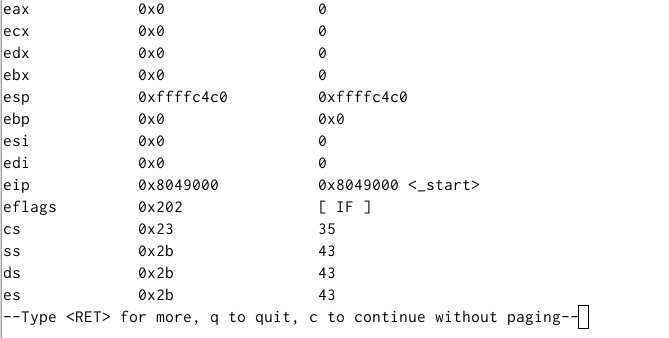 eax 0x0 0
ecx 0x0 0
edx 0x0 0
ebx 0x0 0
esp 0xffffc4c0 0xffffc4c0
ebp 0x0 0x0
esi 0x0 0
edi 0x0 0
eip 0x8049000 0x8049000 <_start>
eflags 0x202 [ IF ]
cs 0x23 35
ss 0x2b 43
ds 0x2b 43
es 0x2b 43
--Type <RET> for more, q to quit, c to continue without paging--